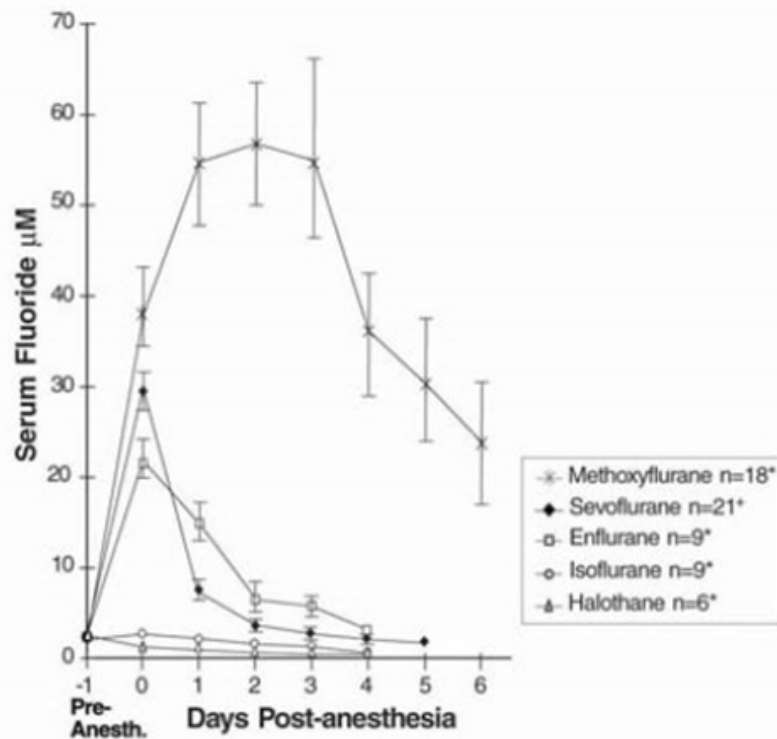 70
60
50
40
30
20
10
0
Serum Fluoride µM
-1 0 1 2 3 4 5 6
Pre-
Anesth.
Days Post-anesthesia
Methoxyflurane n=18*
Sevoflurane n=21+
Enflurane n=9*
Isoflurane n=9*
Halothane n=6*